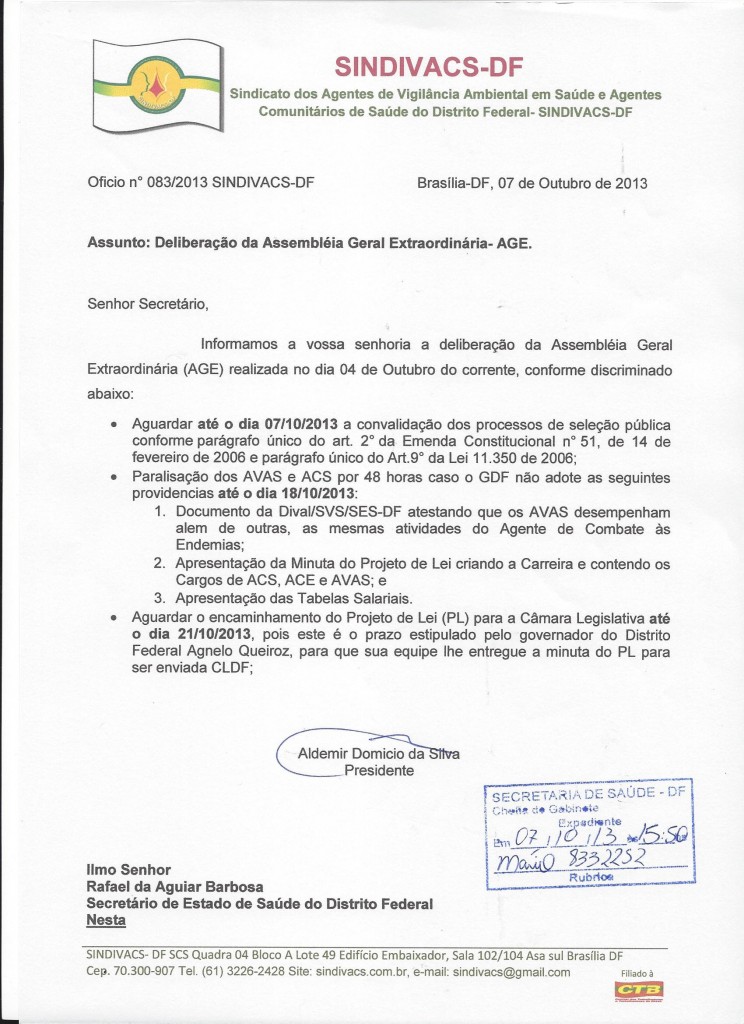 SINDIVACS-DF
Sindicato dos Agentes de Vigilância Ambiental em Saúde e Agentes
Comunitários de Saúde do Distrito Federal- SINDIVACS-DF
Oficio n° 083/2013 SINDIVACS-DF Brasília-DF, 07 de Outubro de 2013
Assunto: Deliberação da Assembléia Geral Extraordinária- AGE.
Senhor Secretário,
Informamos a vossa senhoria a deliberação da Assembléia Geral
Extraordinária (AGE) realizada no dia 04 de Outubro do corrente, conforme discriminado
abaixo:
• Aguardar até o dia 07/10/2013 a convalidação dos processos de seleção pública
conforme parágrafo único do art. 2° da Emenda Constitucional n° 51, de 14 de
fevereiro de 2006 e parágrafo único do Art.9° da Lei 11.350 de 2006;
• Paralisação dos AVAS e ACS por 48 horas caso o GDF não adote as seguintes
providencias até o dia 18/10/2013:
1. Documento da Dival/SVS/SES-DF atestando que os AVAS desempenham
alem de outras, as mesmas atividades do Agente de Combate às
Endemias;
2. Apresentação da Minuta do Projeto de Lei criando a Carreira e contendo os
Cargos de ACS, ACE e AVAS; e
3. Apresentação das Tabelas Salariais.
• Aguardar o encaminhamento do Projeto de Lei (PL) para a Câmara Legislativa até
o dia 21/10/2013, pois este é o prazo estipulado pelo governador do Distrito
Federal Agnelo Queiroz, para que sua equipe lhe entregue a minuta do PL para
ser enviada CLDF;
Aldemir Domicio da Silva
Presidente
SECRETARIA DE SAÚDE - DF
Chefia de Gabinete
Expediente
Em 07/10/13 às 15:50
8332252
Rubrica
Ilmo Senhor
Rafael da Aguiar Barbosa
Secretário de Estado de Saúde do Distrito Federal
Nesta
SINDIVACS- DF SCS Quadra 04 Bloco A Lote 49 Edifício Embaixador, Sala 102/104 Asa sul Brasília DF
Cep. 70.300-907 Tel. (61) 3226-2428 Site: sindivacs.com.br, e-mail: sindivacs@gmail.com
Filiado à
CTB